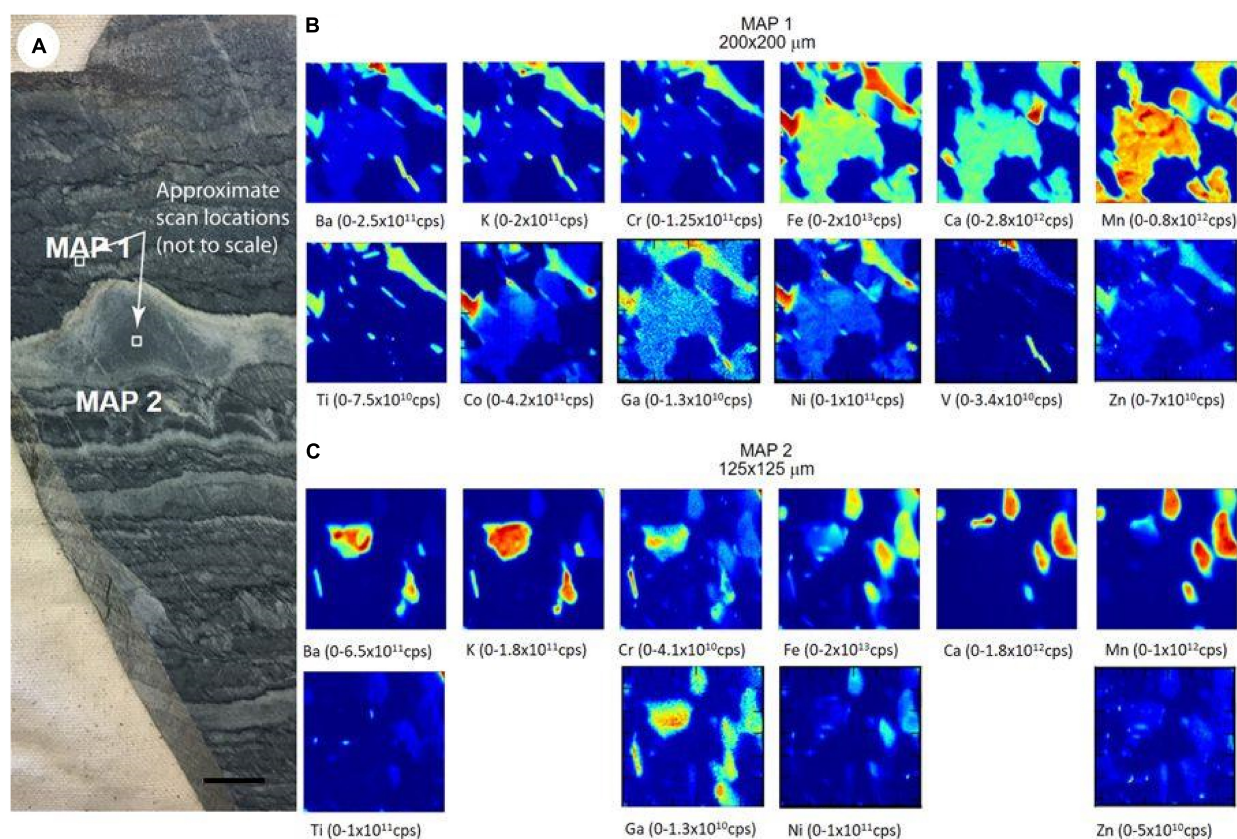 A
Approximate
scan locations
(not to scale)
MAP 1
MAP 2
B
MAP 1
200x200 μm
Ba (0-2.5x10¹¹cps)
K (0-2x10¹¹cps)
Cr (0-1.25x10¹¹cps)
Fe (0-2x10¹³cps)
Ca (0-2.8x10¹²cps)
Mn (0-0.8x10¹²cps)
Ti (0-7.5x10¹⁰cps)
Co (0-4.2x10¹¹cps)
Ga (0-1.3x10¹⁰cps)
Ni (0-1x10¹¹cps)
V (0-3.4x10¹⁰cps)
Zn (0-7x10¹⁰cps)
C
MAP 2
125x125 μm
Ba (0-6.5x10¹¹cps)
K (0-1.8x10¹¹cps)
Cr (0-4.1x10¹⁰cps)
Fe (0-2x10¹³cps)
Ca (0-1.8x10¹²cps)
Mn (0-1x10¹²cps)
Ti (0-1x10¹¹cps)
Ga (0-1.3x10¹⁰cps)
Ni (0-1x10¹¹cps)
Zn (0-5x10¹⁰cps)